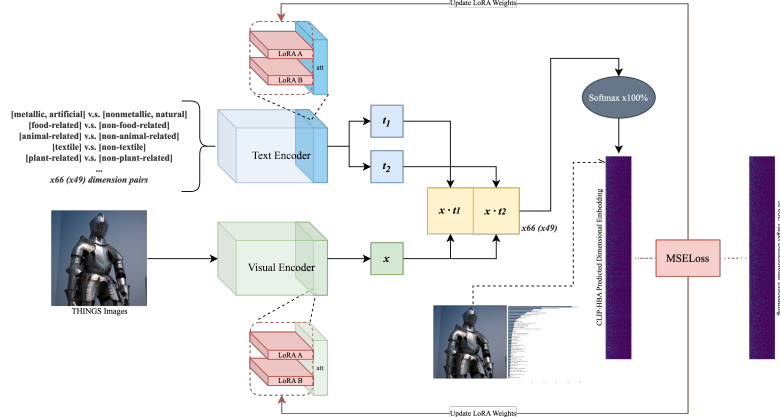 Update LoRA Weights
LoRA A
att
LoRA B
Softmax x100%
[metallic, artificial] v.s. [nonmetallic, natural]
[food-related] v.s. [non-food-related]
[animal-related] v.s. [non-animal-related]
[textile] v.s. [non-textile]
[plant-related] v.s. [non-plant-related]
...
x66 (x49) dimension pairs
Text Encoder
t1
t2
x · t1
x · t2
x66 (x49)
Visual Encoder
x
THINGS Images
CLIP-HBA Predicted Dimensional Embedding
MSELoss
LoRA A
att
LoRA B
Update LoRA Weights